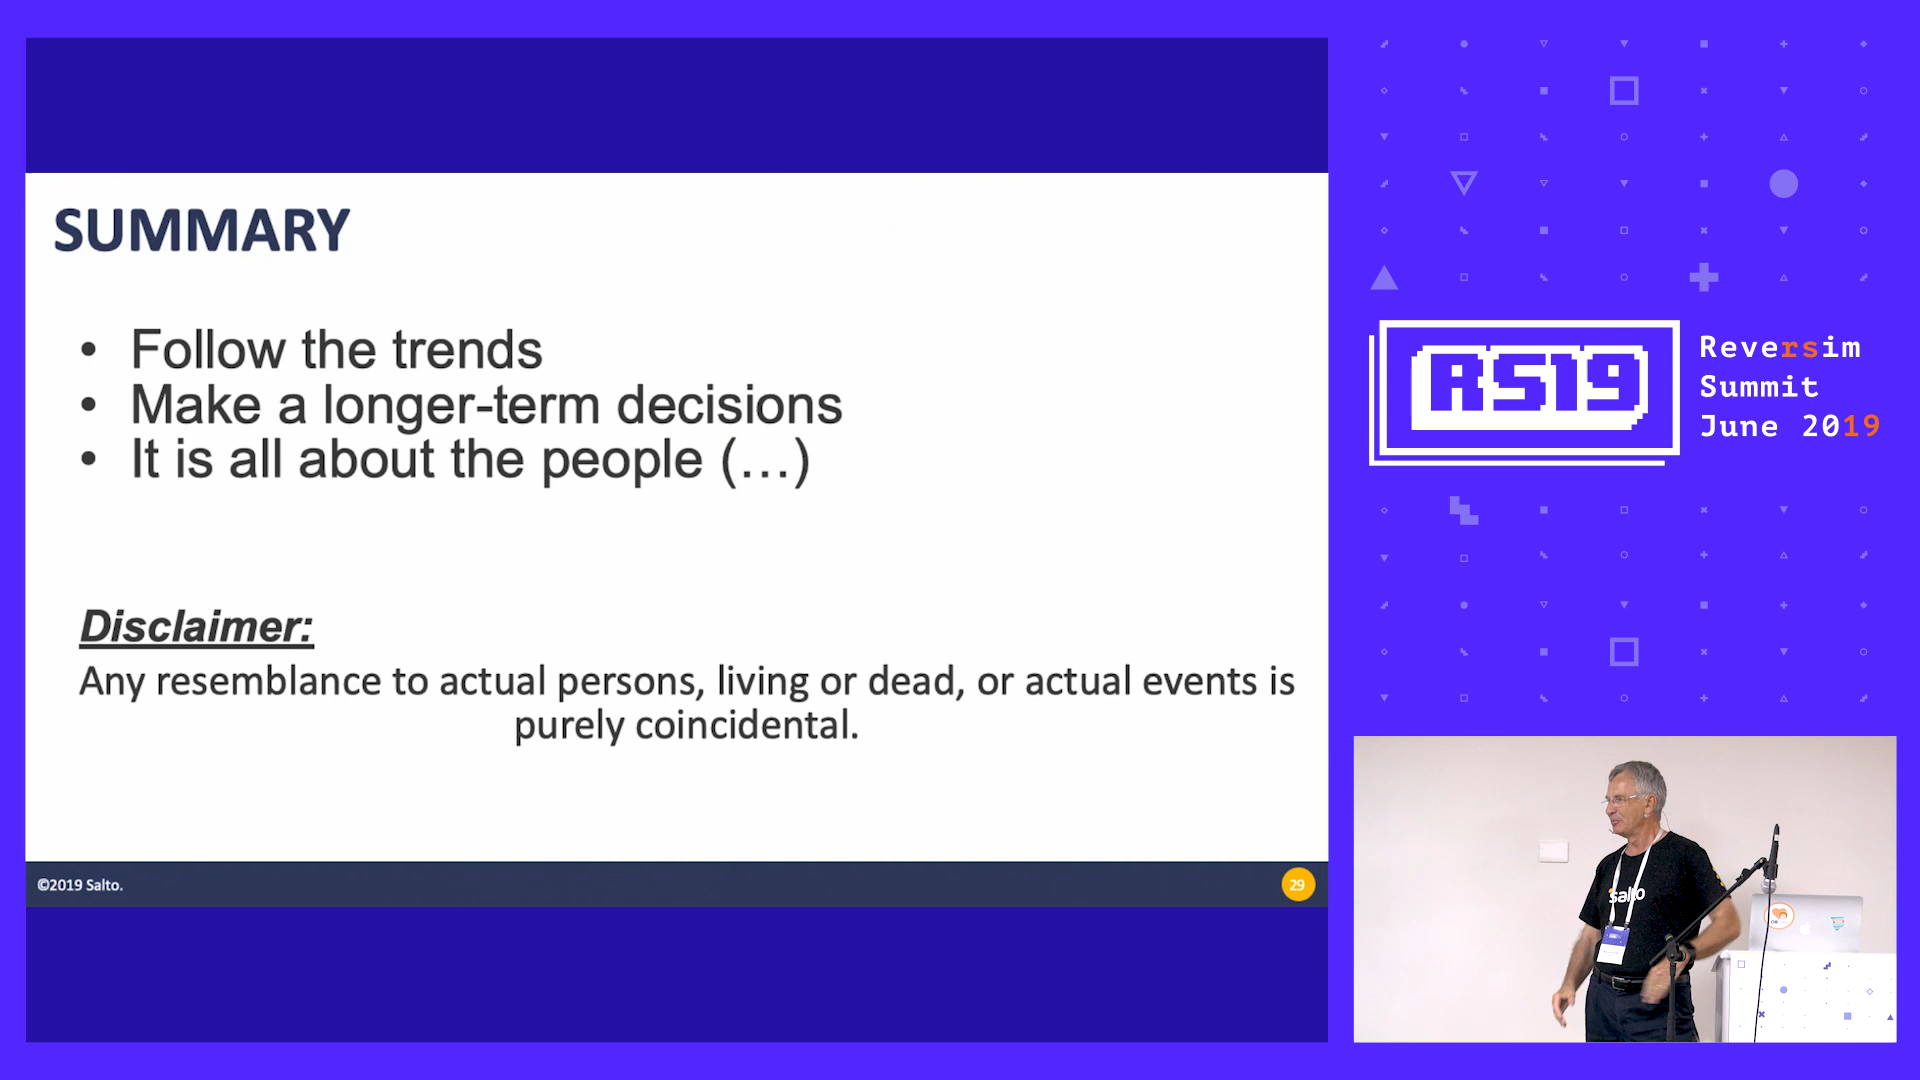 SUMMARY
• Follow the trends
• Make a longer-term decisions
• It is all about the people (…)
Disclaimer:
Any resemblance to actual persons, living or dead, or actual events is
purely coincidental.
©2019 Salto.
29
RS19
Reversim
Summit
June 2019
salto